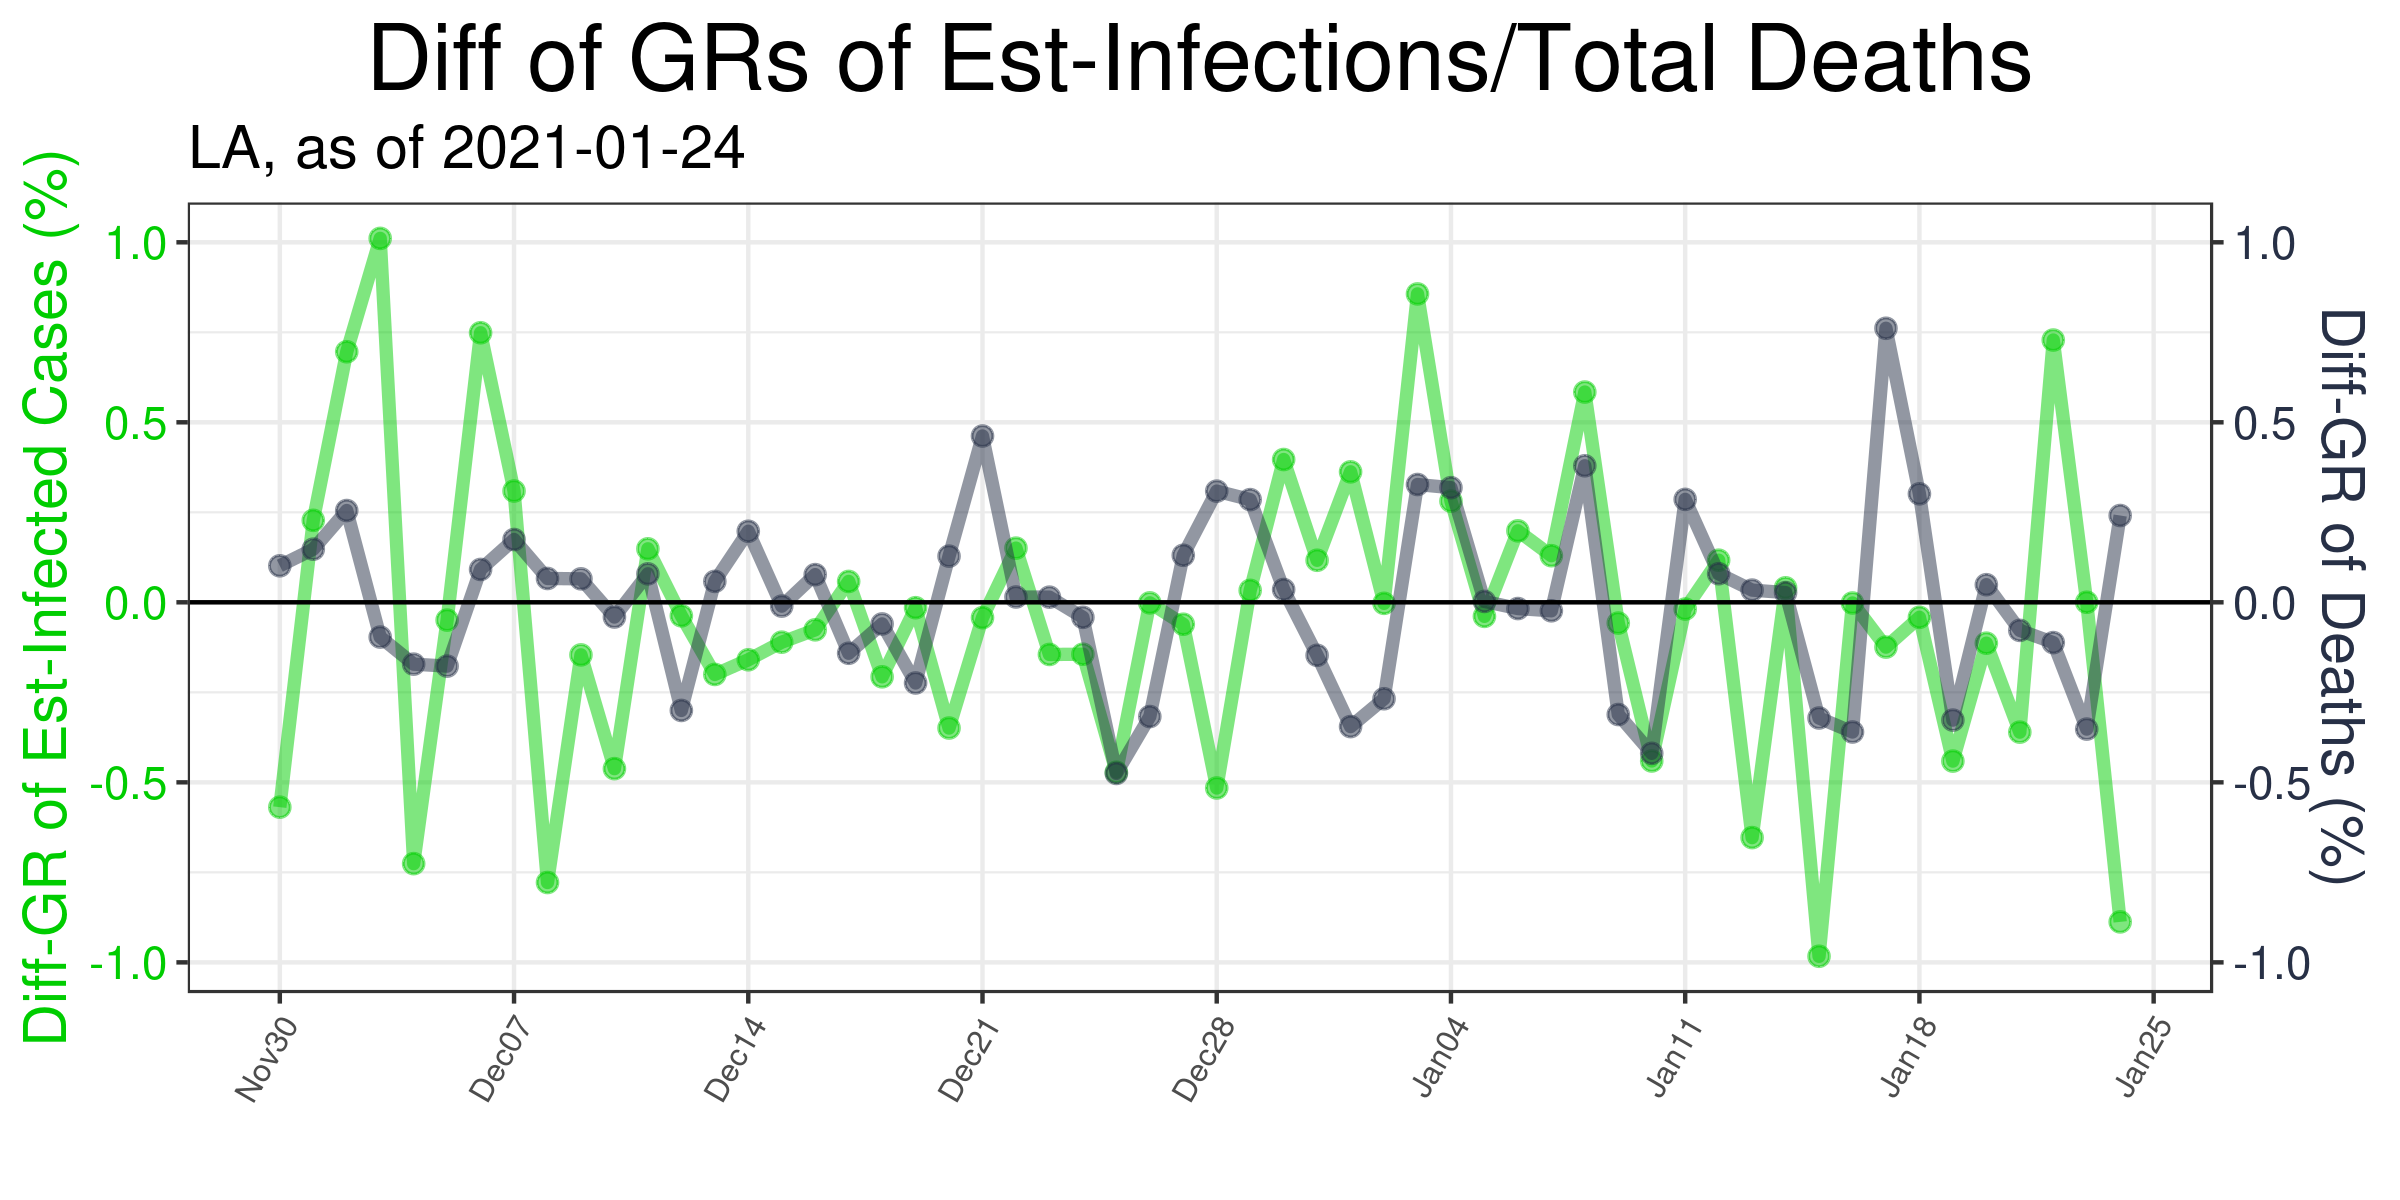 Diff of GRs of Est-Infections/Total Deaths
LA, as of 2021-01-24
Diff-GR of Est-Infected Cases (%)
1.0
0.5
0.0
-0.5
-1.0
1.0
0.5
0.0
-0.5
-1.0
Diff-GR of Deaths (%)
Nov30
Dec07
Dec14
Dec21
Dec28
Jan04
Jan11
Jan18
Jan25